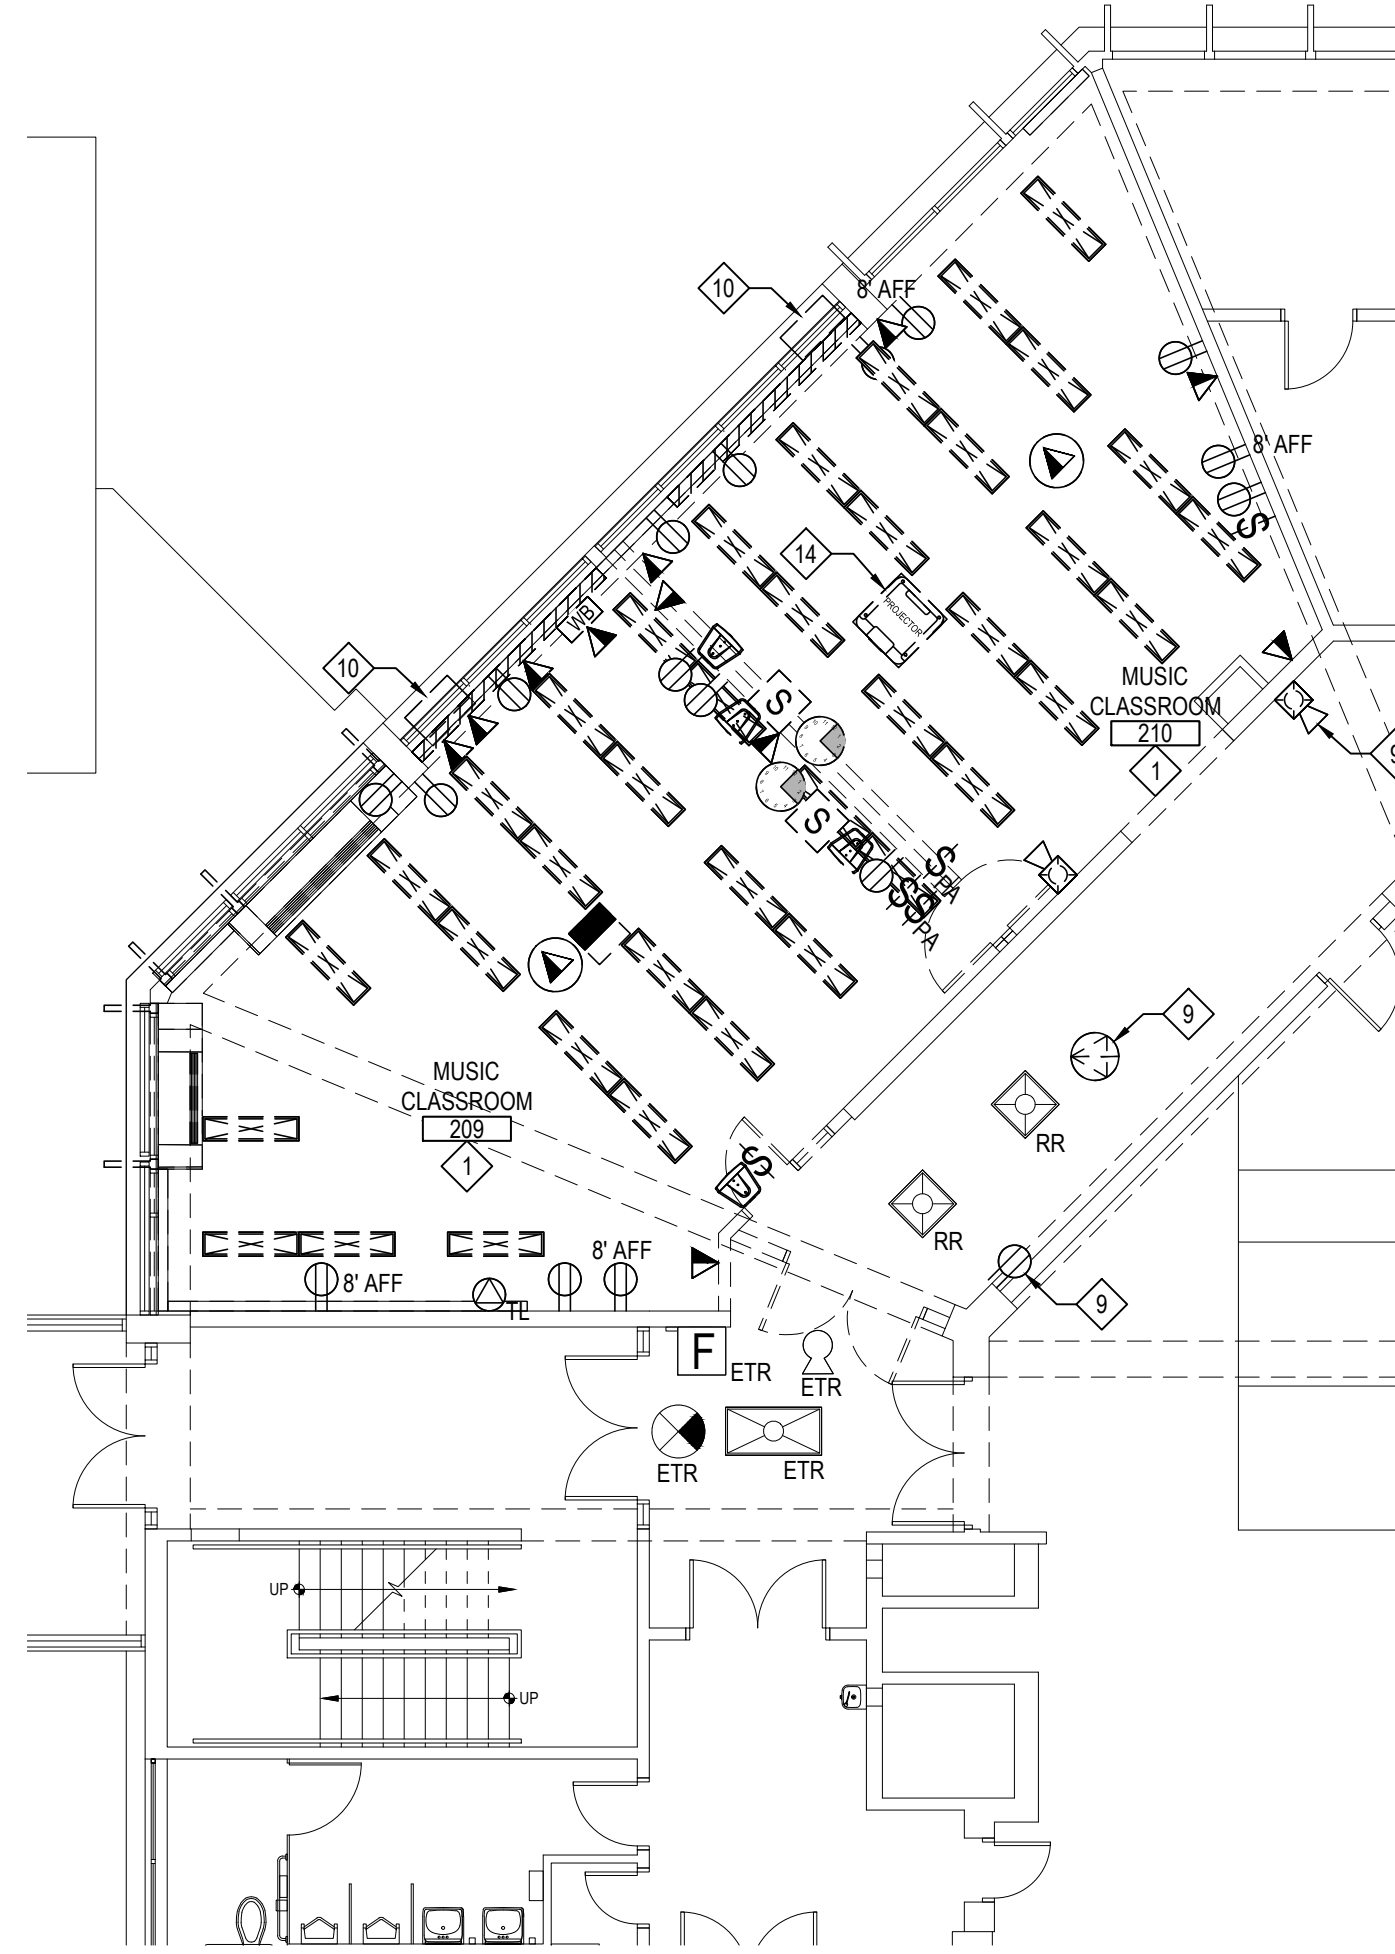 10
8' AFF
8' AFF
14
PROJECTOR
WB
10
MUSIC
CLASSROOM
210
1
9
S
S
S
S
PA
S
S
PA
9
MUSIC
CLASSROOM
209
1
RR
S
RR
8' AFF
8' AFF
TL
9
F
ETR
ETR
ETR
ETR
UP
UP